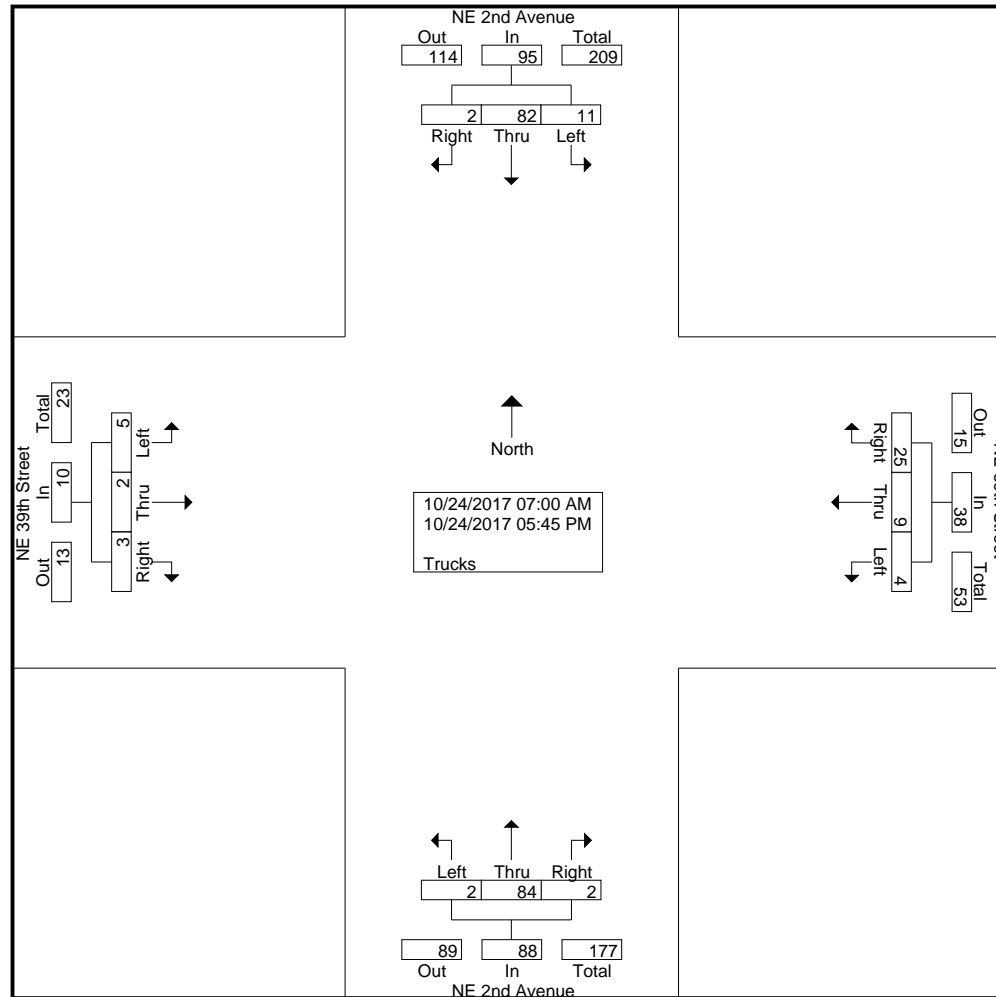 NE 2nd Avenue
Out In Total
114 95 209
2 82 11
Right Thru Left
North
10/24/2017 07:00 AM
10/24/2017 05:45 PM
Trucks
NE 39th Street
Out In Total
13 10 23
3 2 5
Right Thru Left
Right Thru Left
25 9 4
15 38 53
Out In Total
Left Thru Right
2 84 2
89 88 177
Out In Total
NE 2nd Avenue